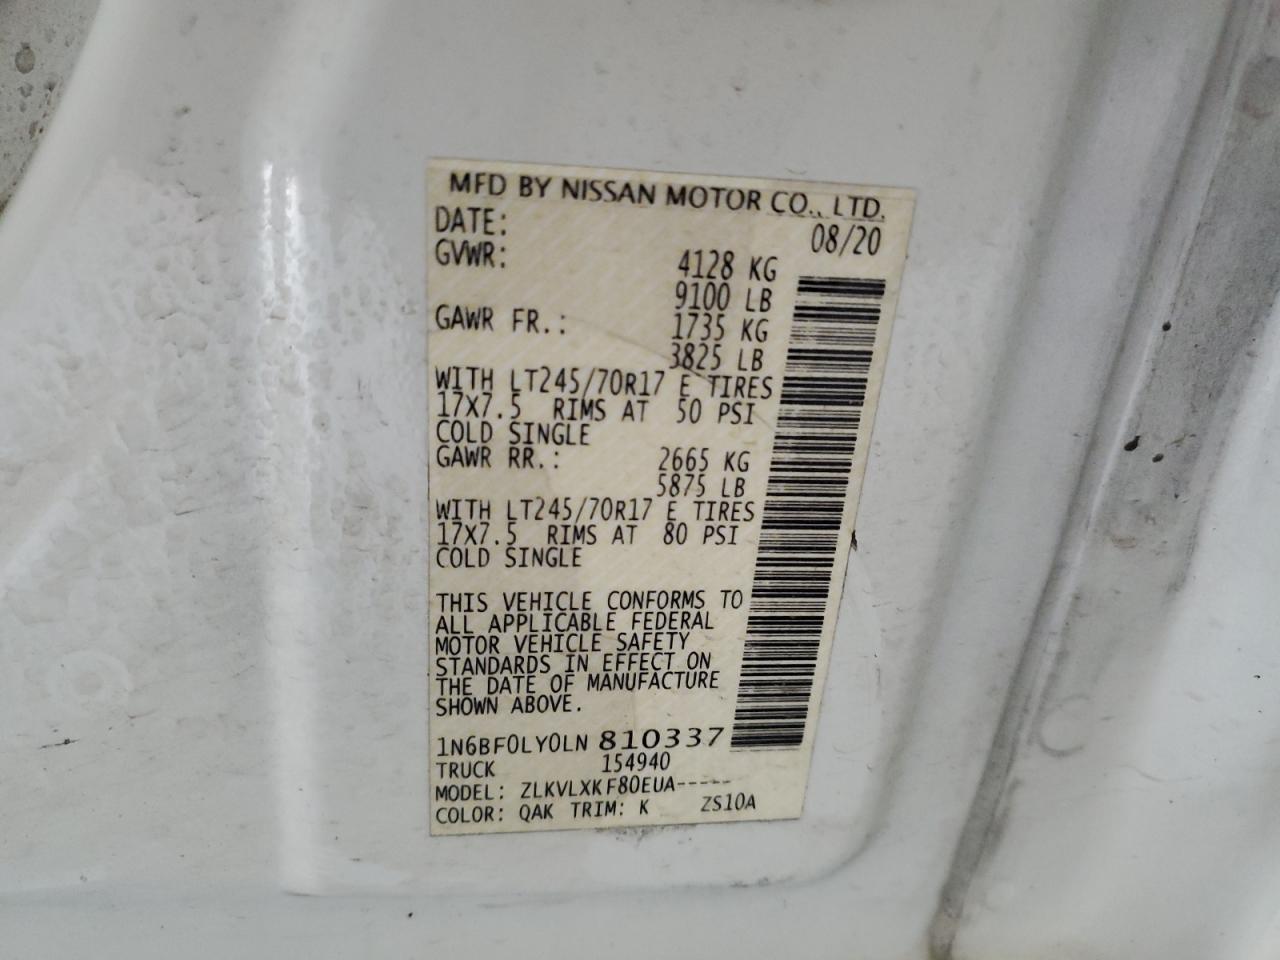 MFD BY NISSAN MOTOR CO., LTD.
DATE: 08/20
GVWR: 4128 KG
9100 LB
GAWR FR.: 1735 KG
3825 LB
WITH LT245/70R17 E TIRES
17X7.5 RIMS AT 50 PSI
COLD SINGLE
GAWR RR.: 2665 KG
5875 LB
WITH LT245/70R17 E TIRES
17X7.5 RIMS AT 80 PSI
COLD SINGLE
THIS VEHICLE CONFORMS TO
ALL APPLICABLE FEDERAL
MOTOR VEHICLE SAFETY
STANDARDS IN EFFECT ON
THE DATE OF MANUFACTURE
SHOWN ABOVE.
1N6BF0LY0LN 810337
TRUCK 154940
MODEL: ZLKVLXKF80EUA-----
COLOR: QAK TRIM: K ZS10A